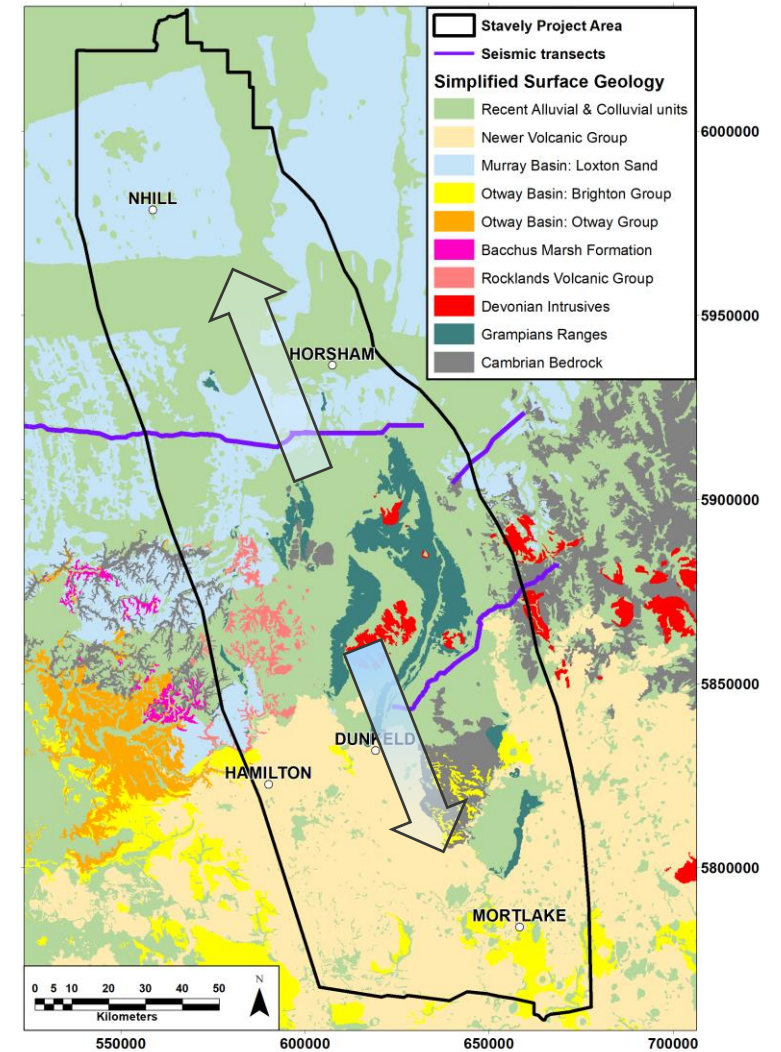 Stavely Project Area
Seismic transects
Simplified Surface Geology
Recent Alluvial & Colluvial units
Newer Volcanic Group
Murray Basin: Loxton Sand
Otway Basin: Brighton Group
Otway Basin: Otway Group
Bacchus Marsh Formation
Rocklands Volcanic Group
Devonian Intrusives
Grampians Ranges
Cambrian Bedrock
6000000
NHILL
5950000
HORSHAM
5900000
5850000
DUNKELD
HAMILTON
5800000
MORTLAKE
0 5 10 20 30 40 50
Kilometers
N
550000 600000 650000 700000